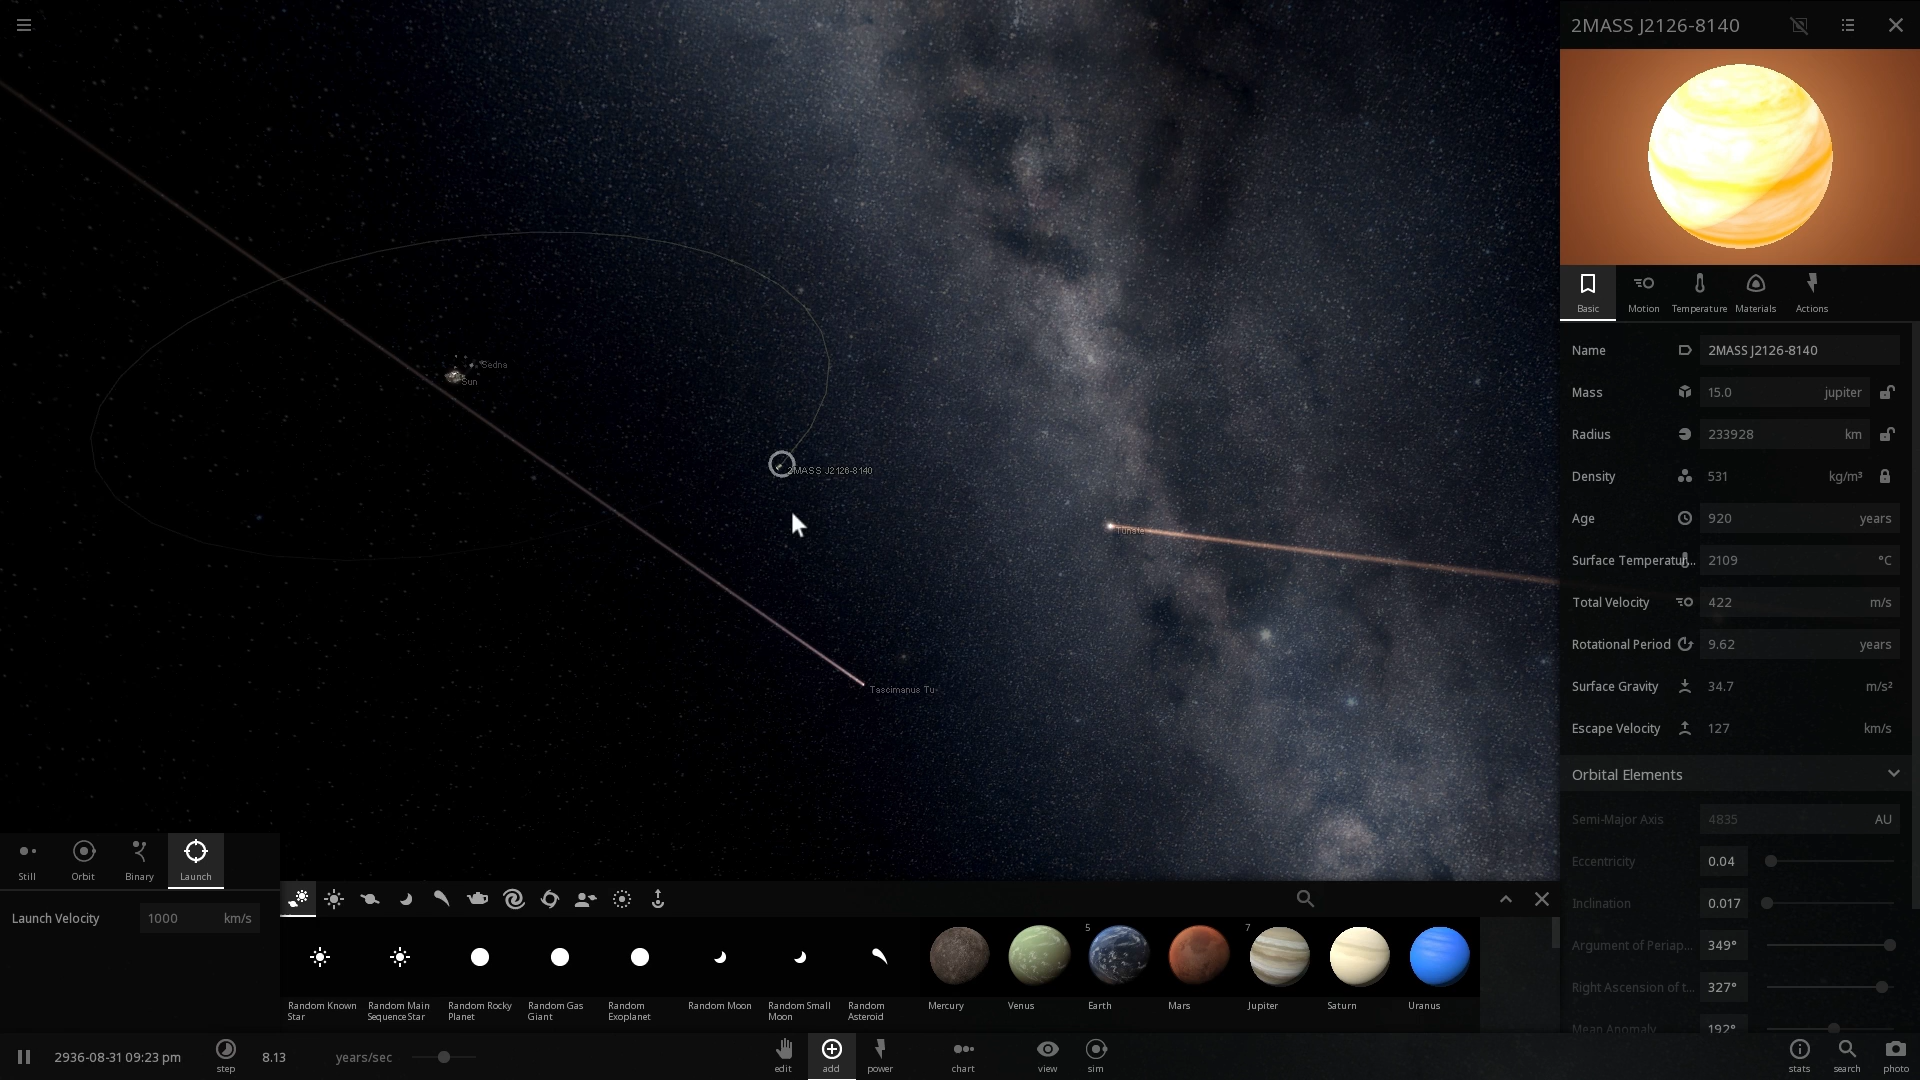 2MASS J2126-8140
Sedna
Sun
2MASS J2126-8140
Tascimanus Tu-
Basic
Motion
Temperature
Materials
Actions
Name 2MASS J2126-8140
Mass 15.0 jupiter
Radius 233928 km
Density 531 kg/m³
Age 920 years
Surface Temperatur... 2109 °C
Total Velocity 422 m/s
Rotational Period 9.62 years
Surface Gravity 34.7 m/s²
Escape Velocity 127 km/s
Orbital Elements
Semi-Major Axis 4835 AU
Eccentricity 0.04
Inclination 0.017
Argument of Periap... 349°
Right Ascension of t... 327°
Mean Anomaly 192°
Still
Orbit
Binary
Launch
Launch Velocity 1000 km/s
5
7
Random Known
Star
Random Main
Sequence Star
Random Rocky
Planet
Random Gas
Giant
Random
Exoplanet
Random Moon
Random Small
Moon
Random
Asteroid
Mercury
Venus
Earth
Mars
Jupiter
Saturn
Uranus
2936-08-31 09:23 pm
step
8.13 years/sec
edit
add
power
chart
view
sim
stats
search
photo